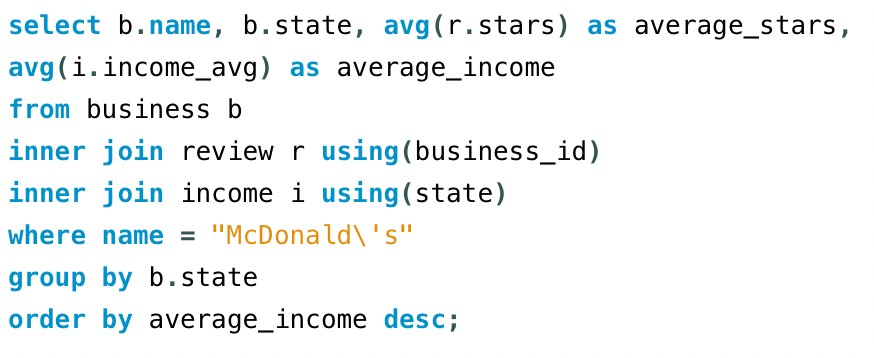 select b.name, b.state, avg(r.stars) as average_stars,
avg(i.income_avg) as average_income
from business b
inner join review r using(business_id)
inner join income i using(state)
where name = "McDonald\'s"
group by b.state
order by average_income desc;